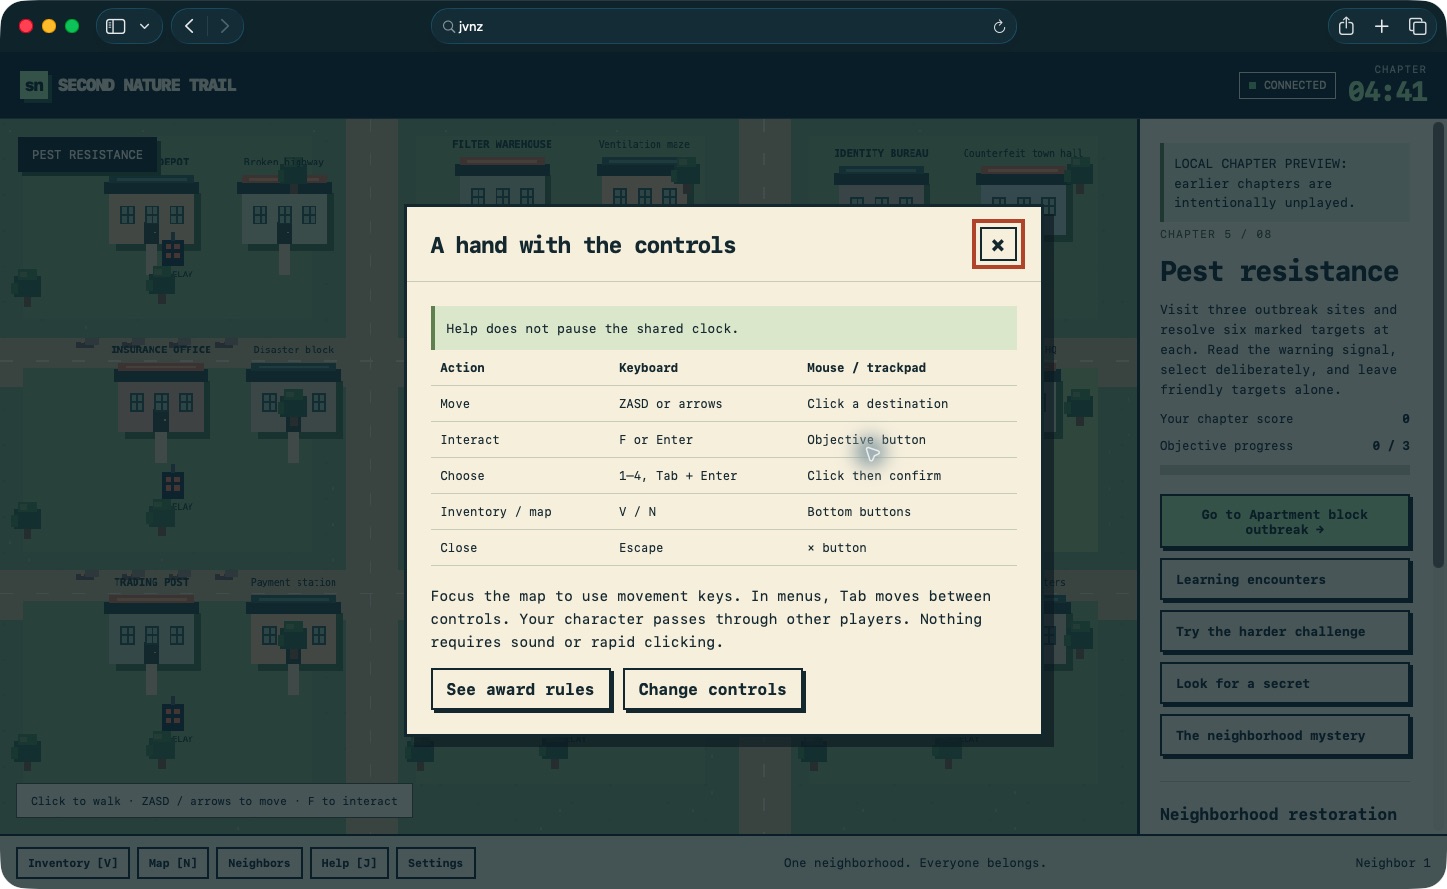 jvnz
sn SECOND NATURE TRAIL
CONNECTED
CHAPTER
04:41
PEST RESISTANCE
DEPOT
Broken highway
FILTER WAREHOUSE
Ventilation maze
IDENTITY BUREAU
Counterfeit town hall
INSURANCE OFFICE
Disaster block
TRADING POST
Payment station
A hand with the controls
×
Help does not pause the shared clock.
Action Keyboard Mouse / trackpad
Move ZASD or arrows Click a destination
Interact F or Enter Objective button
Choose 1–4, Tab + Enter Click then confirm
Inventory / map V / N Bottom buttons
Close Escape × button
Focus the map to use movement keys. In menus, Tab moves between
controls. Your character passes through other players. Nothing
requires sound or rapid clicking.
See award rules Change controls
LOCAL CHAPTER PREVIEW:
earlier chapters are
intentionally unplayed.
CHAPTER 5 / 08
Pest resistance
Visit three outbreak sites and
resolve six marked targets at
each. Read the warning signal,
select deliberately, and leave
friendly targets alone.
Your chapter score 0
Objective progress 0 / 3
Go to Apartment block
outbreak →
Learning encounters
Try the harder challenge
Look for a secret
The neighborhood mystery
Neighborhood restoration
Click to walk · ZASD / arrows to move · F to interact
Inventory [V] Map [N] Neighbors Help [J] Settings
One neighborhood. Everyone belongs.
Neighbor 1